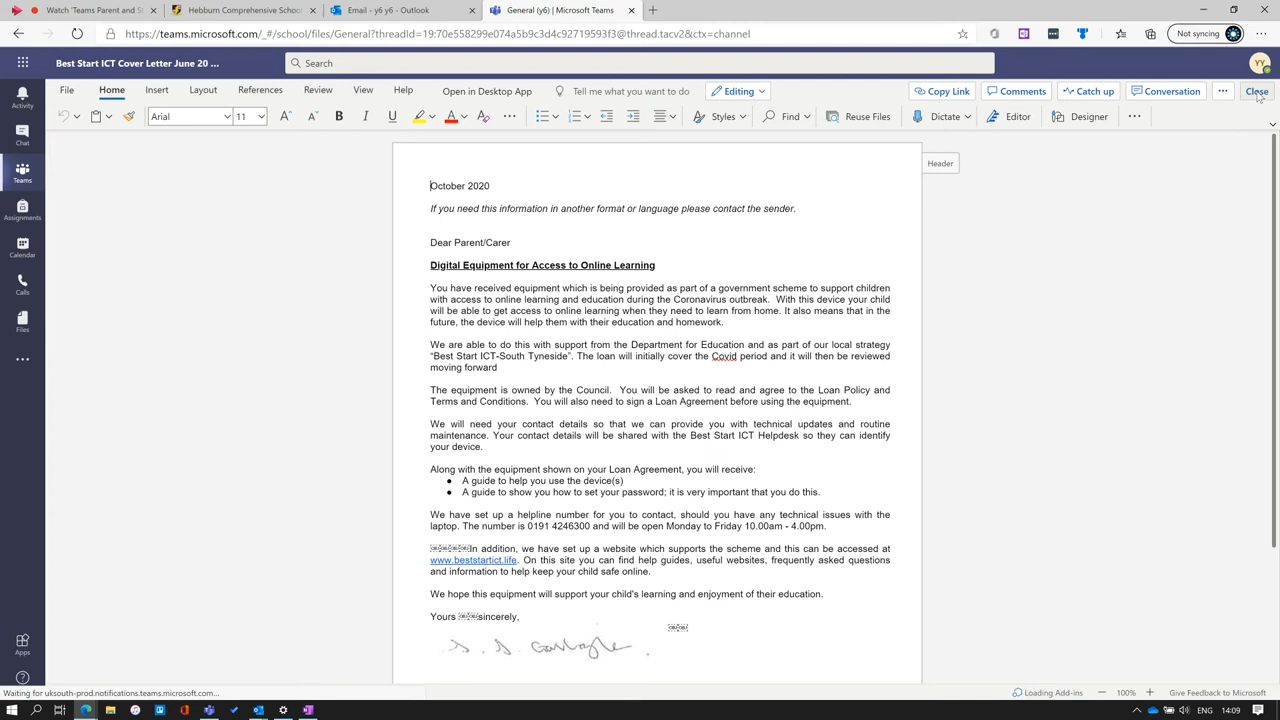 Watch 'Teams Parent and St
Hebburn Comprehensive School
Email - y6 y6 - Outlook
General (y6) | Microsoft Teams
https://teams.microsoft.com/_#/school/files/General?threadId=19:70e558299e074a5b9c3d4c92719593f3@thread.tacv2&ctx=channel
Not syncing
Best Start ICT Cover Letter June 20 ...
Search
YY
File Home Insert Layout References Review View Help Open in Desktop App Tell me what you want to do Editing Copy Link Comments Catch up Conversation Close
Arial 11 Styles Find Reuse Files Dictate Editor Designer
Activity
Chat
Teams
Assignments
Calendar
Calls
Files
Apps
Header
October 2020
If you need this information in another format or language please contact the sender.
Dear Parent/Carer
Digital Equipment for Access to Online Learning
You have received equipment which is being provided as part of a government scheme to support children
with access to online learning and education during the Coronavirus outbreak. With this device your child
will be able to get access to online learning when they need to learn from home. It also means that in the
future, the device will help them with their education and homework.
We are able to do this with support from the Department for Education and as part of our local strategy
“Best Start ICT-South Tyneside”. The loan will initially cover the Covid period and it will then be reviewed
moving forward
The equipment is owned by the Council. You will be asked to read and agree to the Loan Policy and
Terms and Conditions. You will also need to sign a Loan Agreement before using the equipment.
We will need your contact details so that we can provide you with technical updates and routine
maintenance. Your contact details will be shared with the Best Start ICT Helpdesk so they can identify
your device.
Along with the equipment shown on your Loan Agreement, you will receive:
● A guide to help you use the device(s)
● A guide to show you how to set your password; it is very important that you do this.
We have set up a helpline number for you to contact, should you have any technical issues with the
laptop. The number is 0191 4246300 and will be open Monday to Friday 10.00am - 4.00pm.
In addition, we have set up a website which supports the scheme and this can be accessed at
www.beststartict.life. On this site you can find help guides, useful websites, frequently asked questions
and information to help keep your child safe online.
We hope this equipment will support your child's learning and enjoyment of their education.
Yours sincerely,
Waiting for uksouth-prod.notifications.teams.microsoft.com...
Loading Add-ins 100% Give Feedback to Microsoft
ENG 14:09